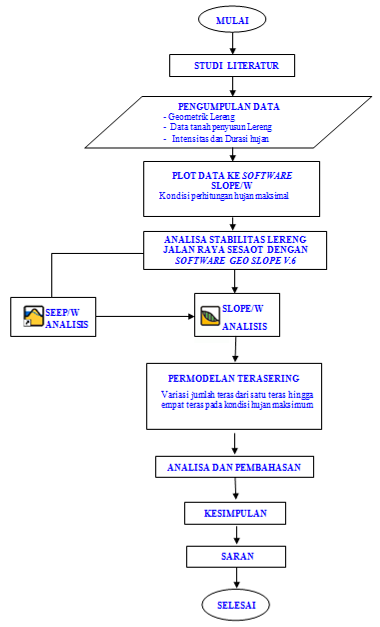 MULAI
STUDI LITERATUR
PENGUMPULAN DATA
- Geometrik Lereng
- Data tanah penyusun Lereng
- Intensitas dan Durasi hujan
PLOT DATA KE SOFTWARE
SLOPE/W
Kondisi perhitungan hujan maksimal
ANALISA STABILITAS LERENG
JALAN RAYA SESAOT DENGAN
SOFTWARE GEO SLOPE V.6
SEEP/W
ANALISIS
SLOPE/W
ANALISIS
PERMODELAN TERASERING
Variasi jumlah teras dari satu teras hingga
empat teras pada kondisi hujan maksimum
ANALISA DAN PEMBAHASAN
KESIMPULAN
SARAN
SELESAI